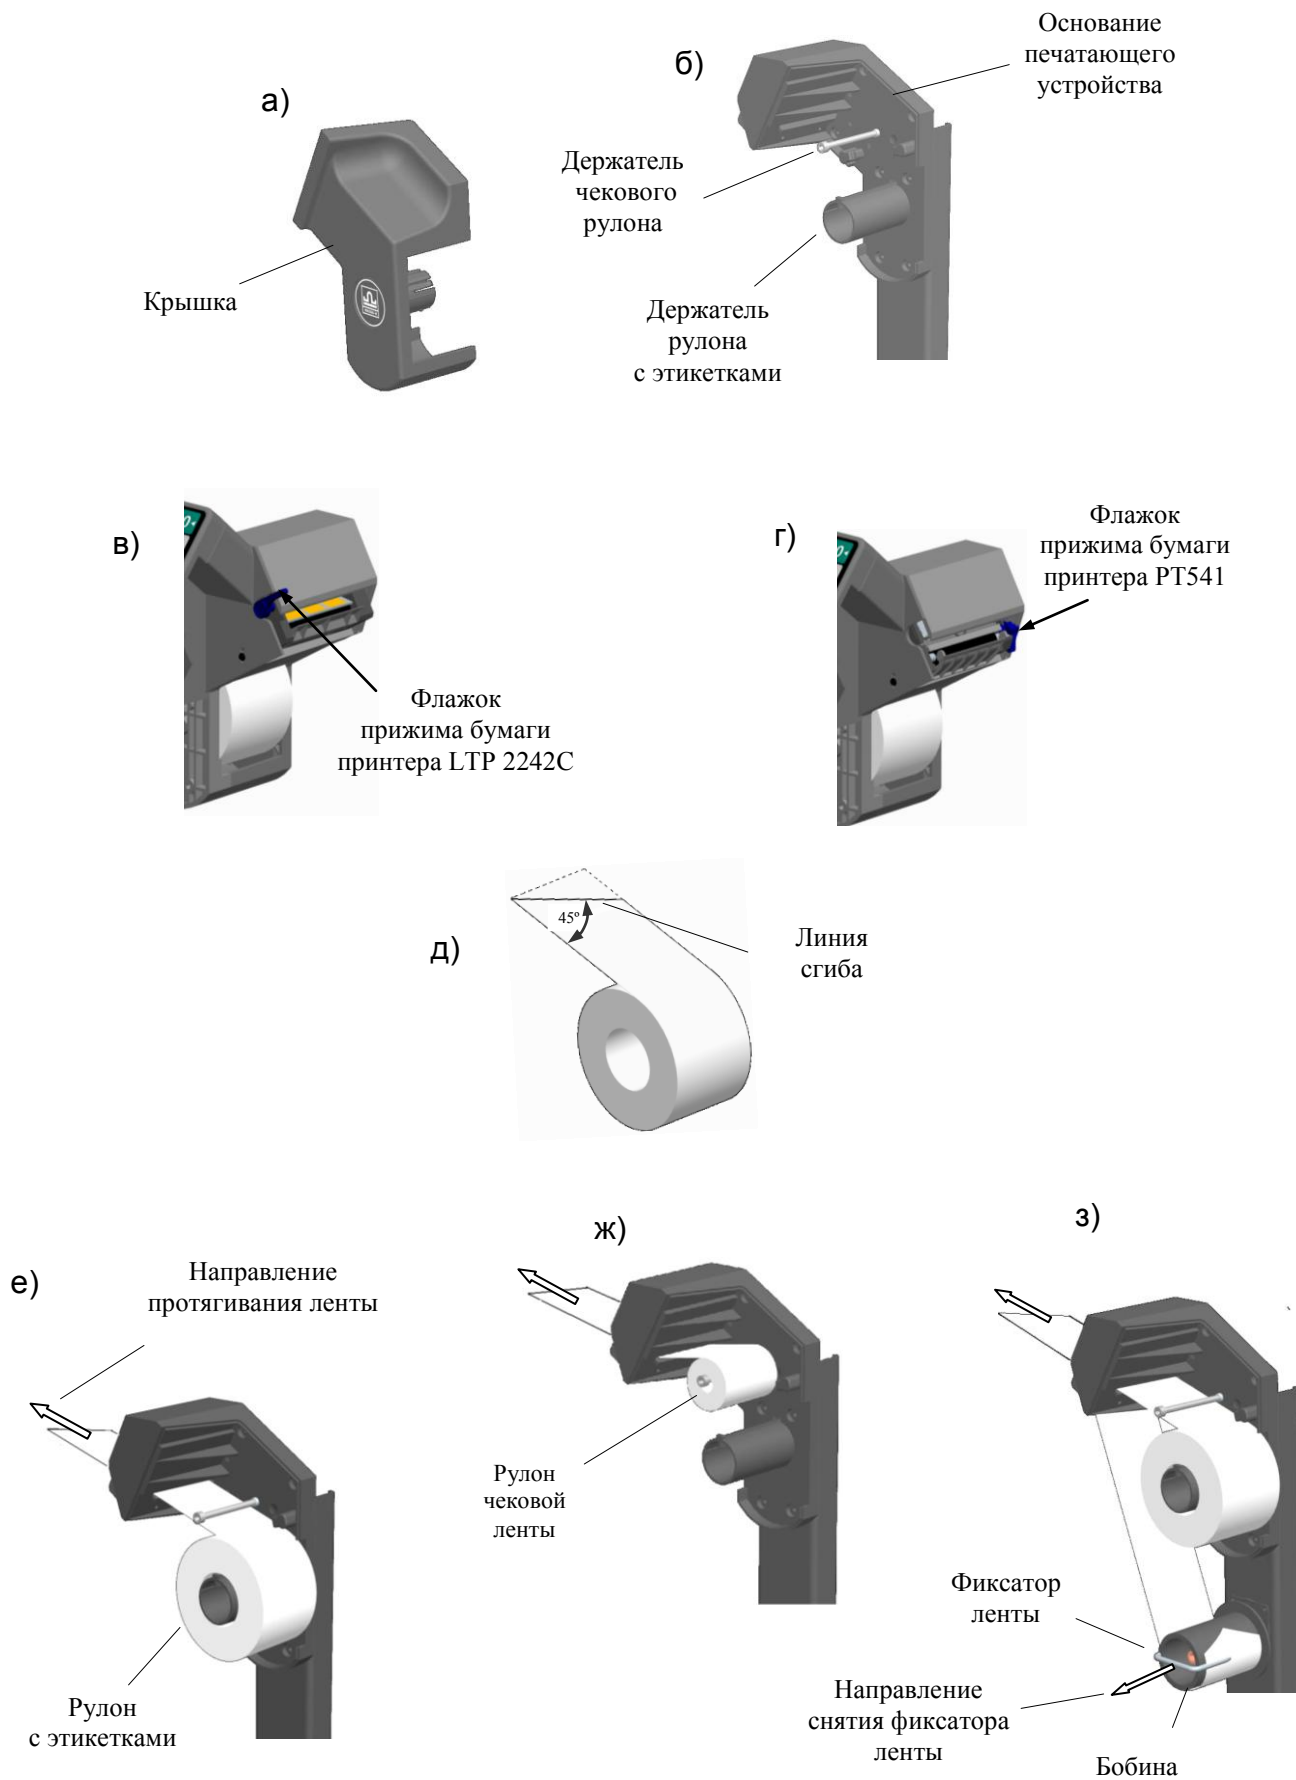 а)
Крышка
б)
Основание
печатающего
устройства
Держатель
чекового
рулона
Держатель
рулона
с этикетками
в)
Флажок
прижима бумаги
принтера LTP 2242C
г)
Флажок
прижима бумаги
принтера PT541
д)
45º
Линия
сгиба
е)
Направление
протягивания ленты
Рулон
с этикетками
ж)
Рулон
чековой
ленты
з)
Фиксатор
ленты
Направление
снятия фиксатора
ленты
Бобина